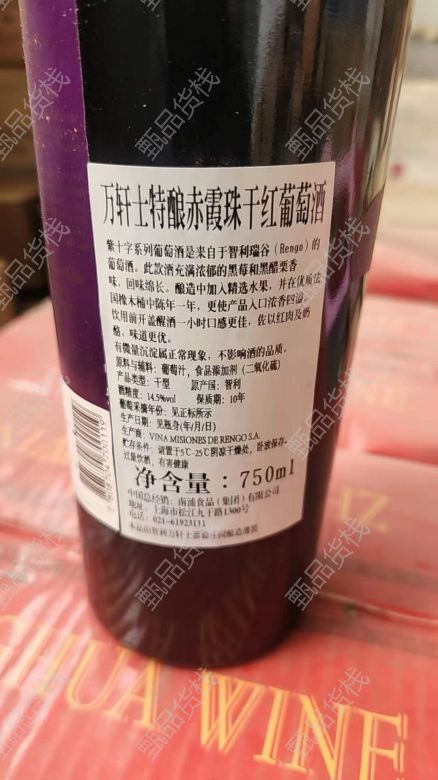 万轩士特酿赤霞珠干红葡萄酒
紫十字系列葡萄酒是来自于智利瑞谷(Rengo)的
葡萄酒。此款酒充满浓郁的黑莓和黑醋栗香
味,回味绵长。酿造中加入精选水果,并在优质法
国橡木桶中陈年一年,更使产品入口浓香四溢。
饮用前开盖醒酒一小时口感更佳,佐以红肉及奶
酪,味道更优。
有微量沉淀属正常现象,不影响酒的品质。
原料与辅料:葡萄汁,食品添加剂(二氧化硫)
产品类型:干型 原产国:智利
酒精度:14.5%vol 保质期:10年
葡萄采摘年份:见正标所示
生产日期:见瓶身(年/月/日)
生产商:VINA MISIONES DE RENGO S.A.
贮存条件:请置于5℃-25℃阴凉干燥处,卧放保存。
过量饮酒,有害健康
净含量:750ml
中国总经销:南浦食品(集团)有限公司
地址:上海市松江九干路1300号
电话:021-61923131
本品由智利万轩士
酿造灌装
HUA WINE
甄品货栈